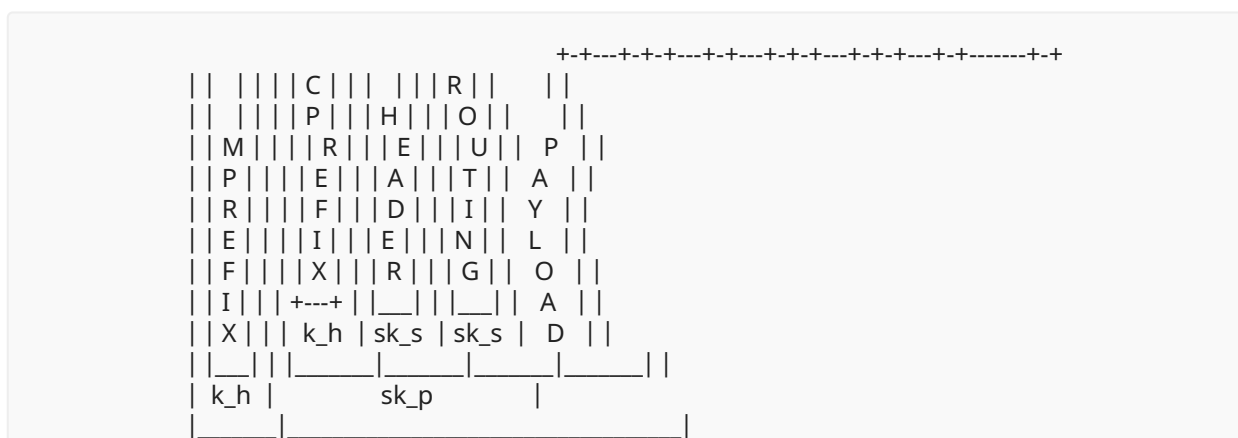 +-+---+-+-+---+-+---+-+-+---+-+-+---+-+-------+-+
| | | | | | C | | | | | | R | | | |
| | | | | | P | | | H | | | O | | | |
| | M | | | | R | | | E | | | U | | P | |
| | P | | | | E | | | A | | | T | | A | |
| | R | | | | F | | | D | | | I | | Y | |
| | E | | | | I | | | E | | | N | | L | |
| | F | | | | X | | | R | | | G | | O | |
| | I | | | +---+ | |___| | |___| | A | |
| | X | | | k_h | sk_s | sk_s | D | |
| |___| | |_______|_______|_______|_______| |
| k_h | sk_p |
|_______|___________________________________|